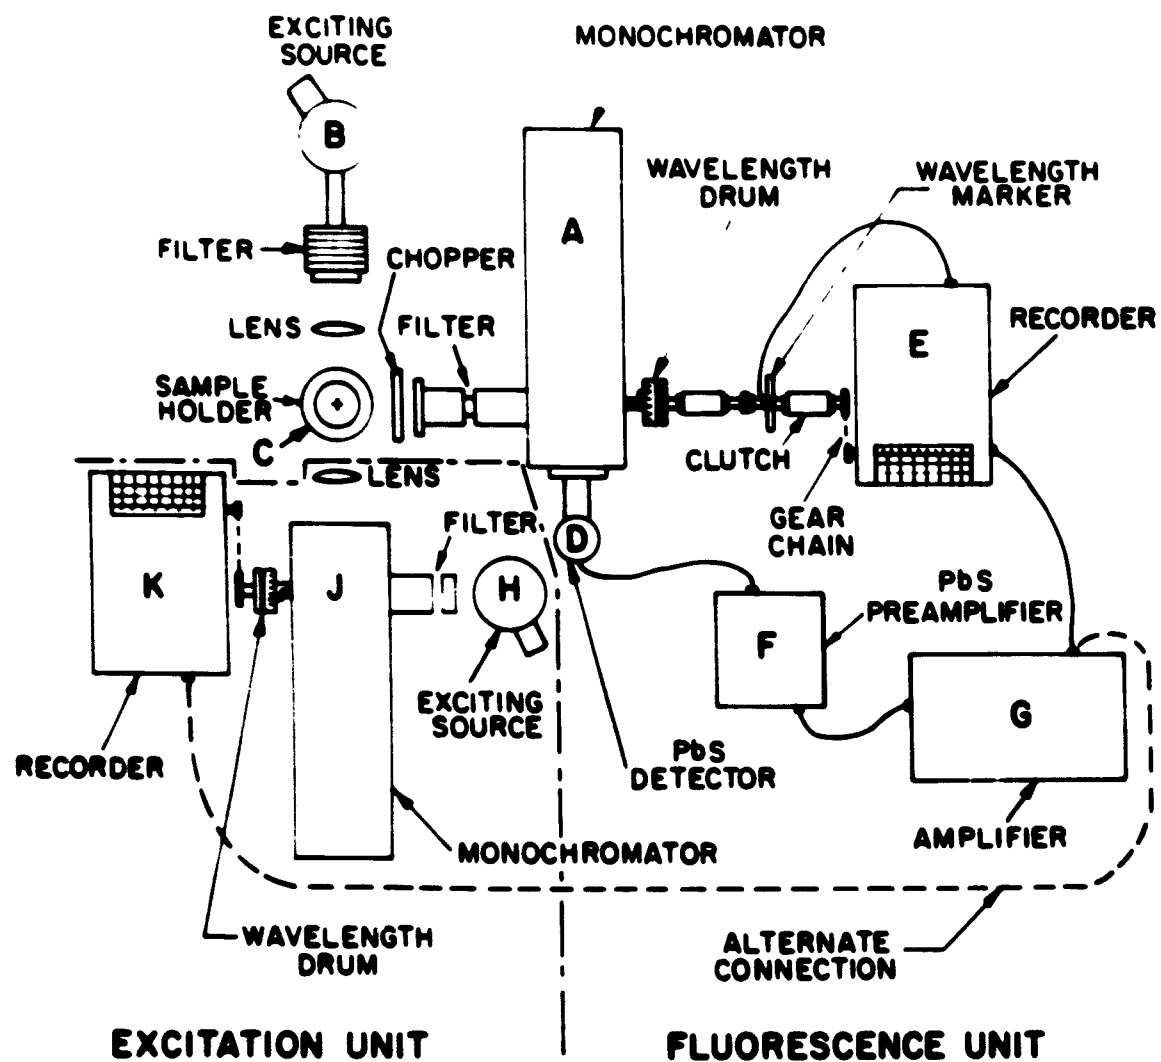 EXCITING
SOURCE
MONOCHROMATOR
B
WAVELENGTH
DRUM
WAVELENGTH
MARKER
A
FILTER
CHOPPER
LENS
FILTER
E
RECORDER
SAMPLE
HOLDER
C
CLUTCH
LENS
GEAR
CHAIN
FILTER
D
K
J
H
PbS
PREAMPLIFIER
F
EXCITING
SOURCE
G
RECORDER
PbS
DETECTOR
AMPLIFIER
MONOCHROMATOR
WAVELENGTH
DRUM
ALTERNATE
CONNECTION
EXCITATION UNIT
FLUORESCENCE UNIT